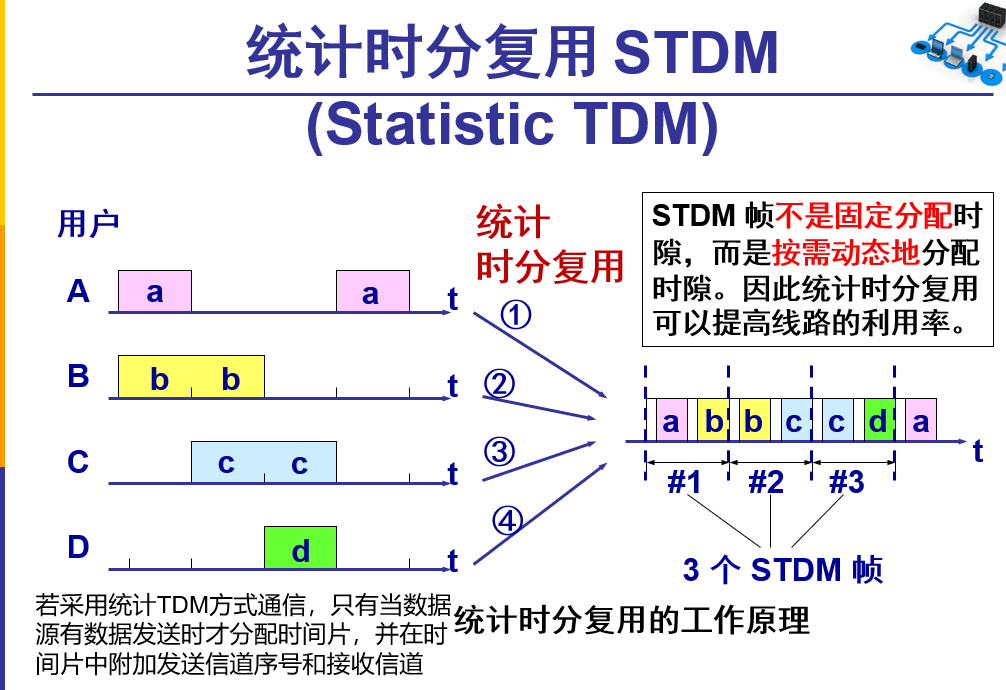 统计时分复用 STDM
(Statistic TDM)
用户
统计
时分复用
STDM 帧不是固定分配时
隙，而是按需动态地分配
时隙。因此统计时分复用
可以提高线路的利用率。
A a a t
①
B b b t
②
C c c t
③
D d t
④
a b b c c d a
t
#1 #2 #3
3 个 STDM 帧
若采用统计TDM方式通信，只有当数据
源有数据发送时才分配时间片，并在时
间片中附加发送信道序号和接收信道
统计时分复用的工作原理